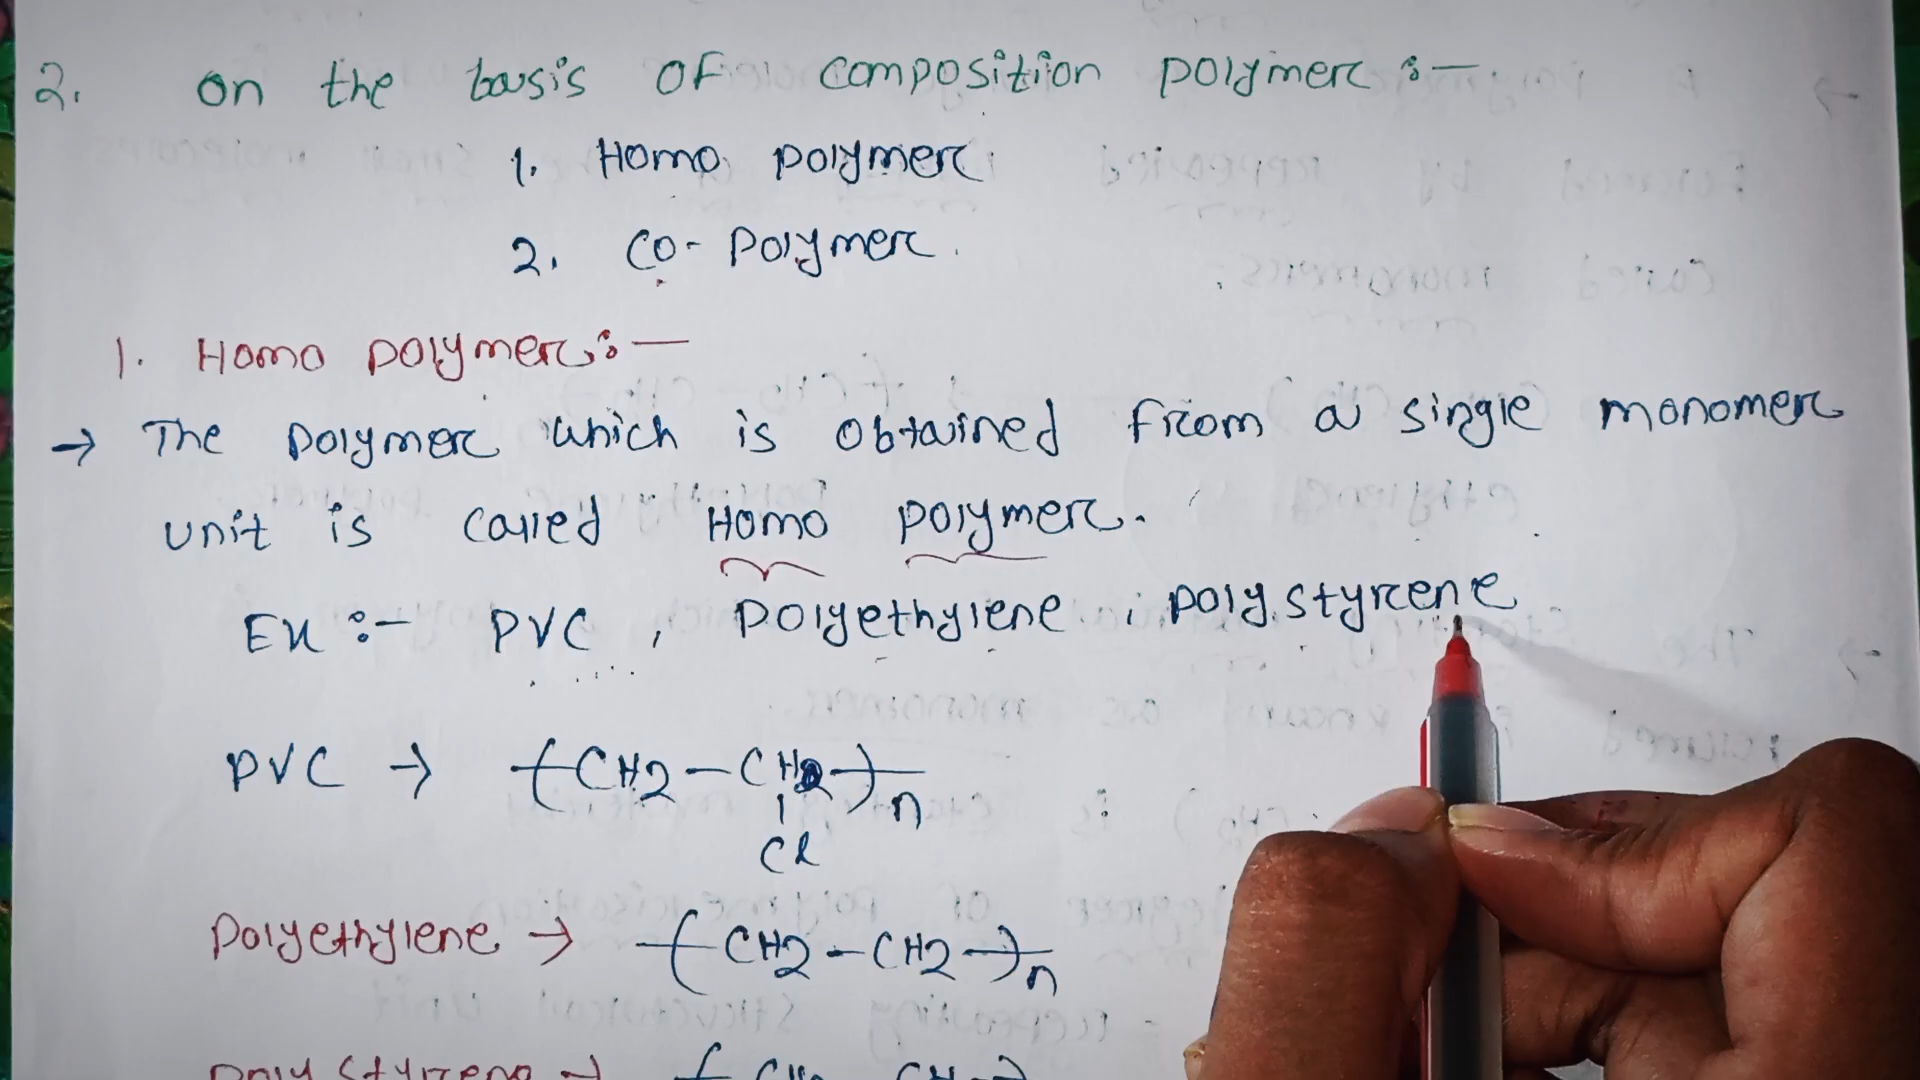 2. on the basis of composition polymer :-
1. Homo polymer
2. Co-polymer.
1. Homo polymer :-
→ The polymer which is obtained from a single monomer
unit is called Homo polymer.
Ex :- PVC, Polyethylene, polystyrene
PVC → -(CH2-CH-)n
Cl
Polyethylene → -(CH2-CH2-)n
Poly styrene →